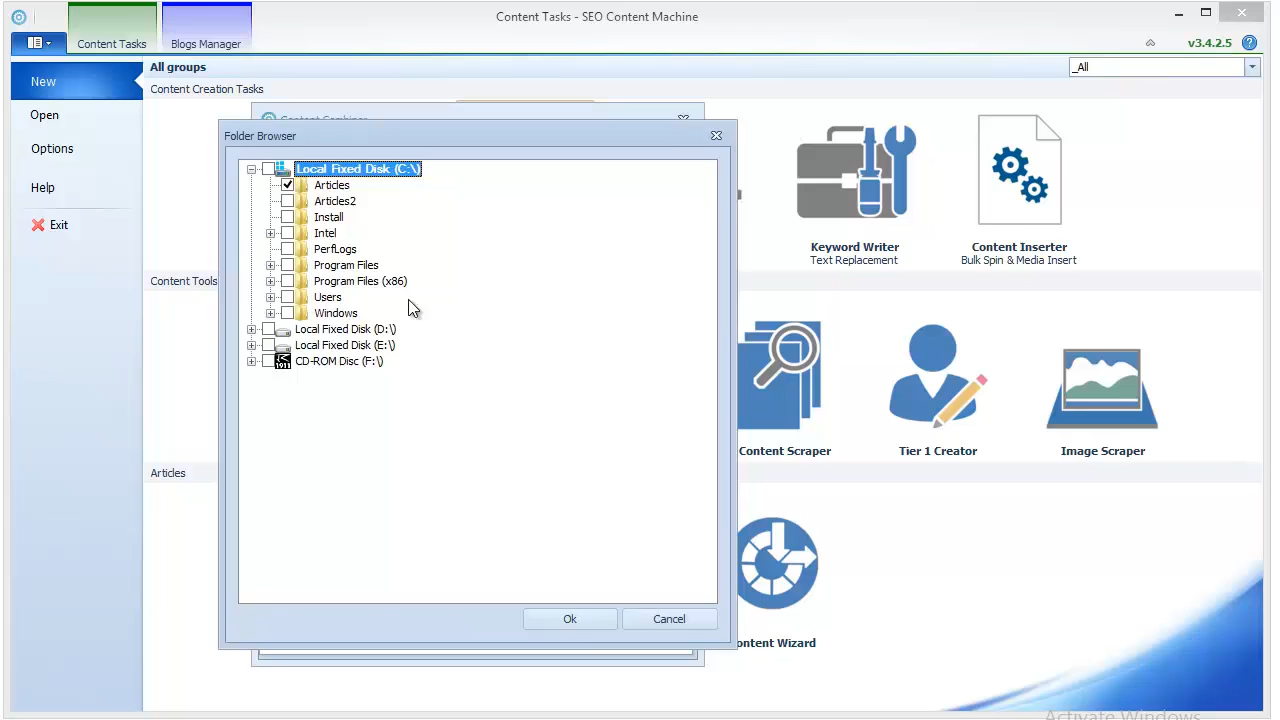 Content Tasks - SEO Content Machine
Content Tasks
Blogs Manager
v3.4.2.5
New
Open
Options
Help
Exit
All groups
_All
Content Creation Tasks
Content Combiner
Folder Browser
Local Fixed Disk (C:\)
Articles
Articles2
Install
Intel
PerfLogs
Program Files
Program Files (x86)
Users
Windows
Local Fixed Disk (D:\)
Local Fixed Disk (E:\)
CD-ROM Disc (F:\)
Ok
Cancel
Keyword Writer
Text Replacement
Content Inserter
Bulk Spin & Media Insert
Content Tools
Content Scraper
Tier 1 Creator
Image Scraper
Articles
ontent Wizard
Activate Windows